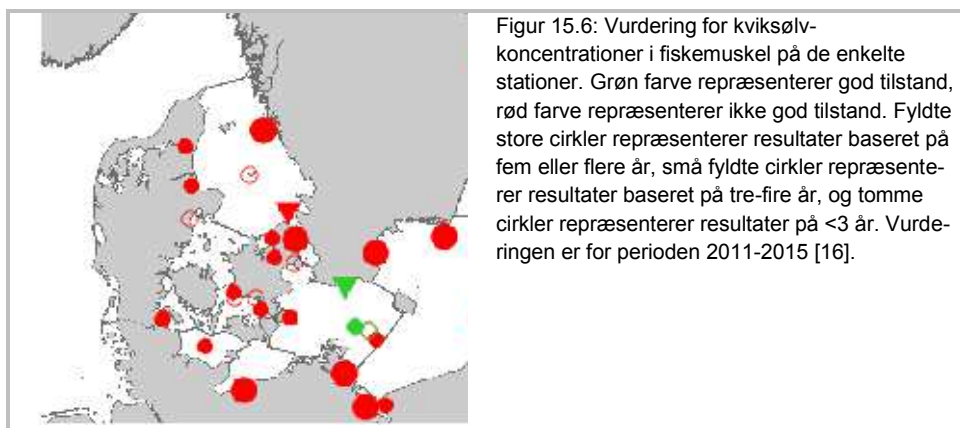 Figur 15.6: Vurdering for kviksølv-
koncentrationer i fiskemuskel på de enkelte
stationer. Grøn farve repræsenterer god tilstand,
rød farve repræsenterer ikke god tilstand. Fyldte
store cirkler repræsenterer resultater baseret på
fem eller flere år, små fyldte cirkler repræsente-
rer resultater baseret på tre-fire år, og tomme
cirkler repræsenterer resultater på <3 år. Vurde-
ringen er for perioden 2011-2015 [16].